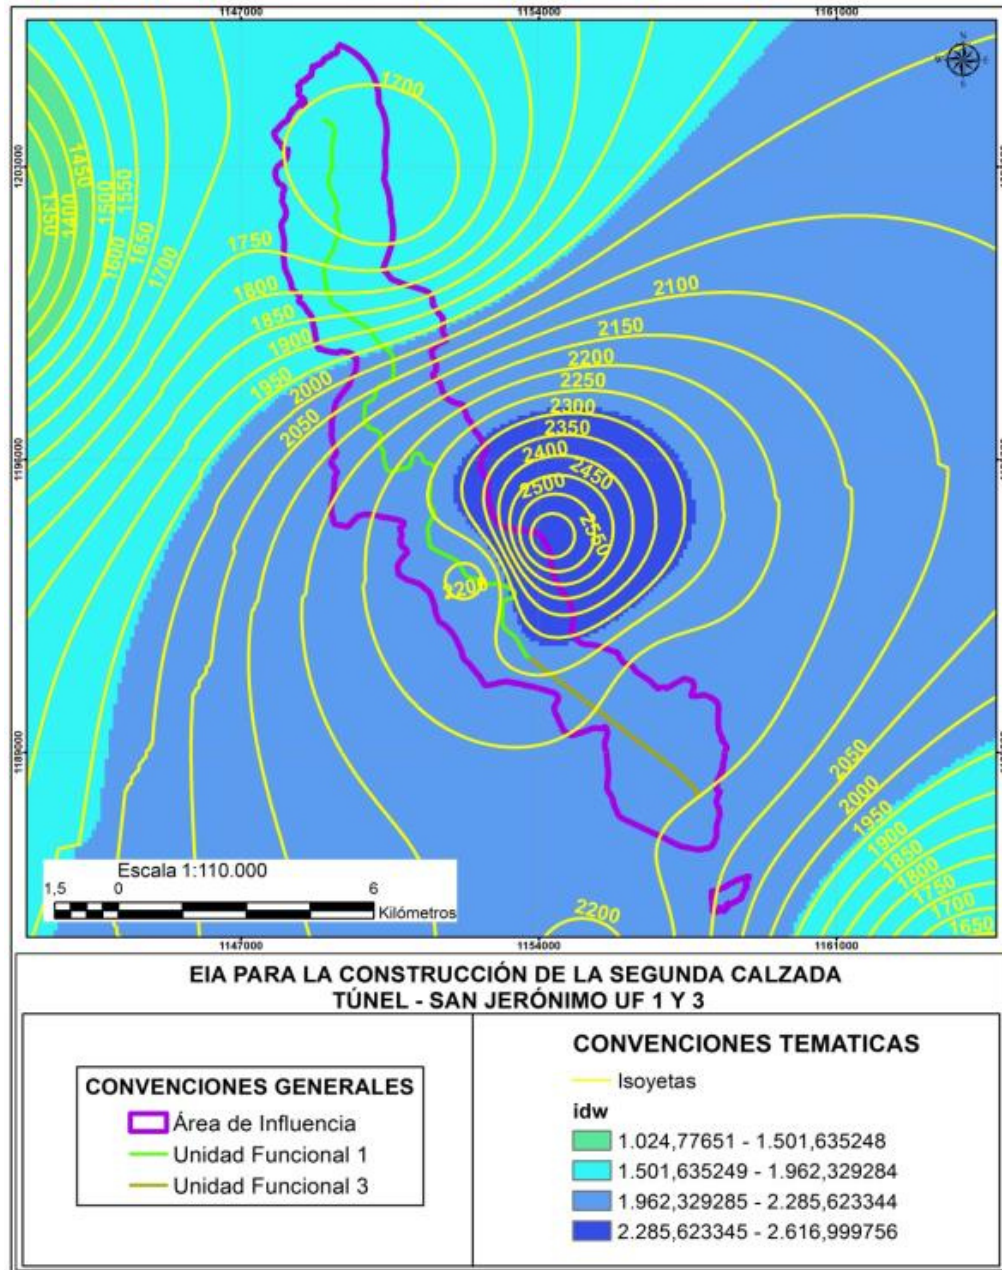 1147000
1154000
1161000
N
1203000
1196000
1189000
1700
1450
1400
1350
1500
1550
1600
1650
1700
1750
1800
1850
1900
1950
2000
2050
2100
2150
2200
2250
2300
2350
2400
2450
2500
2550
2200
2050
2000
1950
1900
1850
1800
1750
1700
1650
2200
Escala 1:110.000
1,5 0 6
Kilómetros
1147000
1154000
1161000
EIA PARA LA CONSTRUCCIÓN DE LA SEGUNDA CALZADA
TÚNEL - SAN JERÓNIMO UF 1 Y 3
CONVENCIONES GENERALES
Área de Influencia
Unidad Funcional 1
Unidad Funcional 3
CONVENCIONES TEMATICAS
Isoyetas
idw
1.024,77651 - 1.501,635248
1.501,635249 - 1.962,329284
1.962,329285 - 2.285,623344
2.285,623345 - 2.616,999756